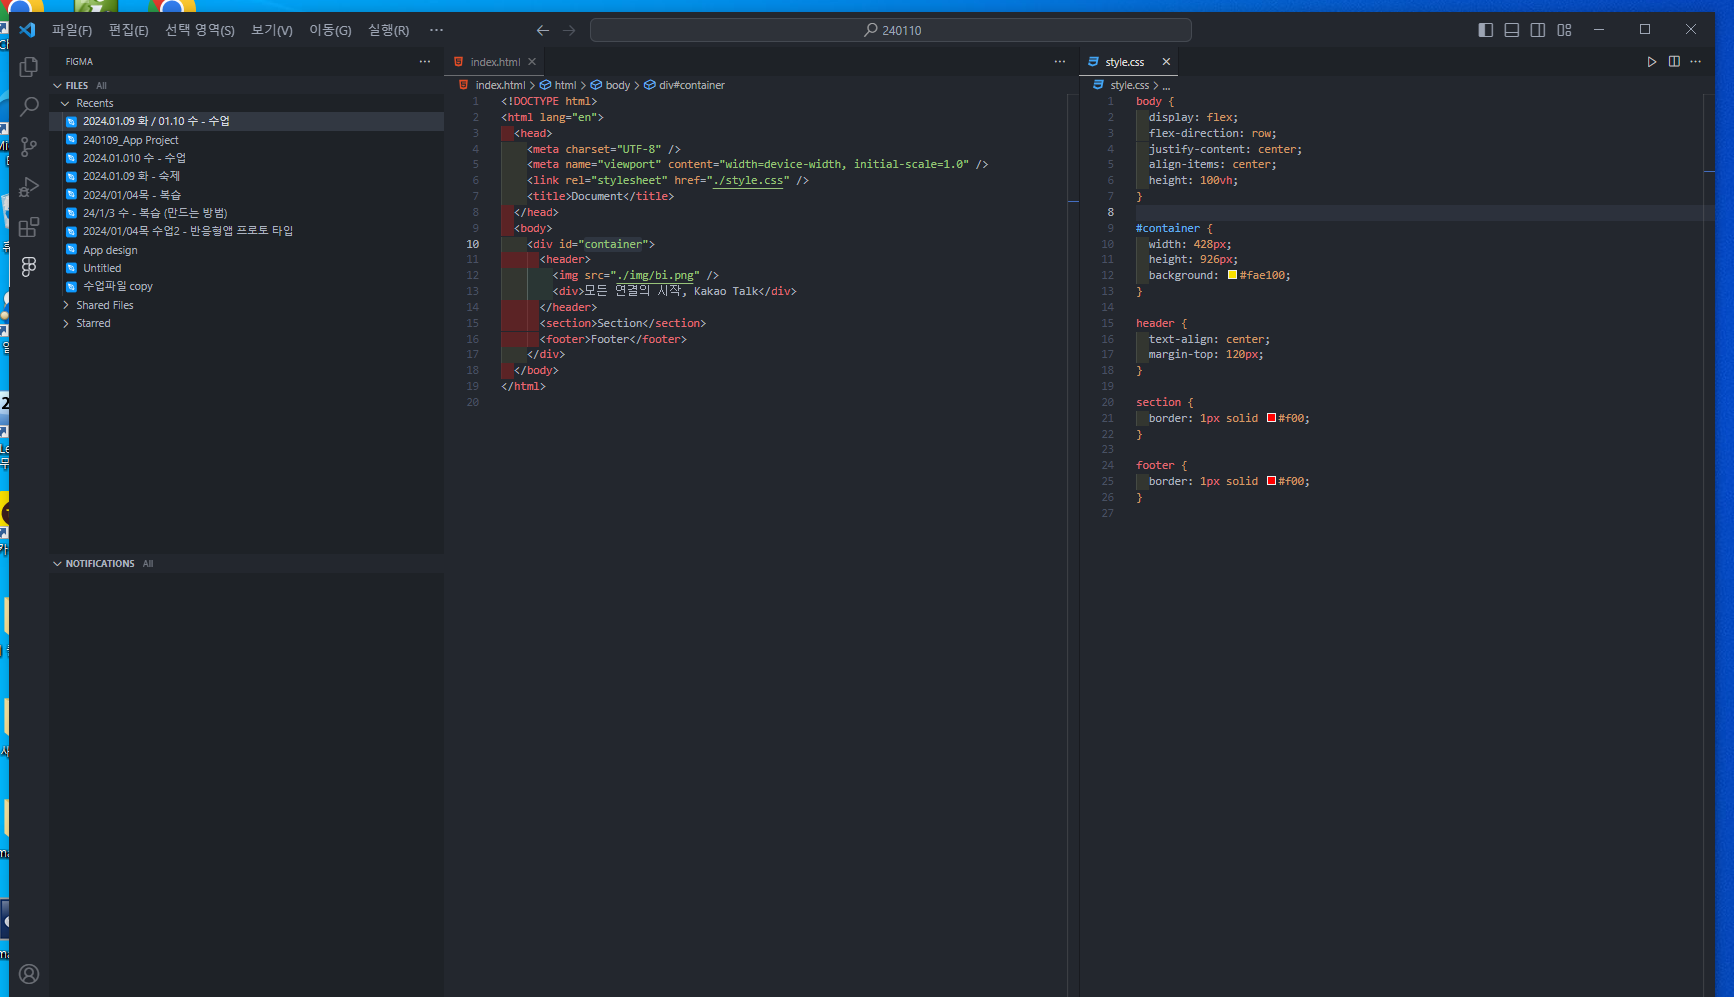 파일(F) 편집(E) 선택 영역(S) 보기(V) 이동(G) 실행(R) ··· 240110
FIGMA ···
FILES All
Recents
2024.01.09 화 / 01.10 수 - 수업
240109_App Project
2024.01.010 수 - 수업
2024.01.09 화 - 숙제
2024/01/04목 - 복습
24/1/3 수 - 복습 (만드는 방법)
2024/01/04목 수업2 - 반응형앱 프로토 타입
App design
Untitled
수업파일 copy
Shared Files
Starred
NOTIFICATIONS All
index.html
index.html > html > body > div#container
1 <!DOCTYPE html>
2 <html lang="en">
3 <head>
4 <meta charset="UTF-8" />
5 <meta name="viewport" content="width=device-width, initial-scale=1.0" />
6 <link rel="stylesheet" href="./style.css" />
7 <title>Document</title>
8 </head>
9 <body>
10 <div id="container">
11 <header>
12 <img src="./img/bi.png" />
13 <div>모든 연결의 시작, Kakao Talk</div>
14 </header>
15 <section>Section</section>
16 <footer>Footer</footer>
17 </div>
18 </body>
19 </html>
20
style.css
style.css > ...
1 body {
2 display: flex;
3 flex-direction: row;
4 justify-content: center;
5 align-items: center;
6 height: 100vh;
7 }
8
9 #container {
10 width: 428px;
11 height: 926px;
12 background: #fae100;
13 }
14
15 header {
16 text-align: center;
17 margin-top: 120px;
18 }
19
20 section {
21 border: 1px solid #f00;
22 }
23
24 footer {
25 border: 1px solid #f00;
26 }
27